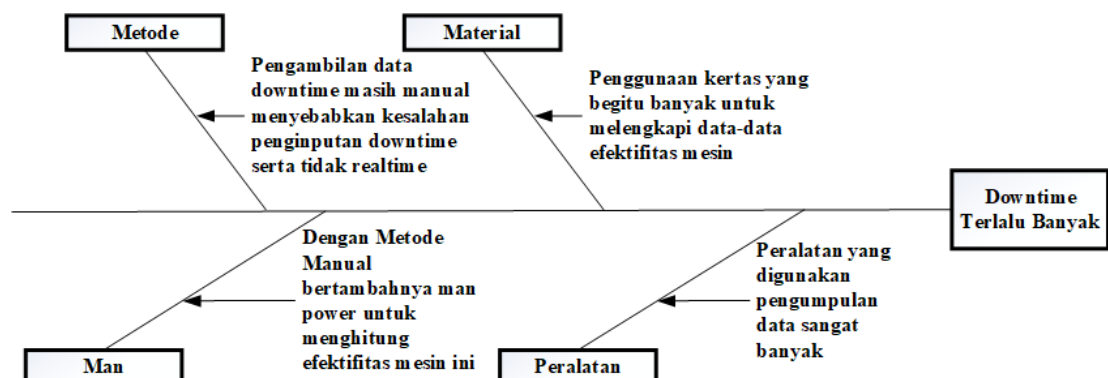 Metode
Material
Pengambilan data
downtime masih manual
menyebabkan kesalahan
penginputan downtime
serta tidak realtime
Penggunaan kertas yang
begitu banyak untuk
melengkapi data-data
efektifitas mesin
Downtime
Terlalu Banyak
Dengan Metode
Manual
bertambahnya man
power untuk
menghitung
efektifitas mesin ini
Peralatan yang
digunakan
pengumpulan
data sangat
banyak
Man
Peralatan